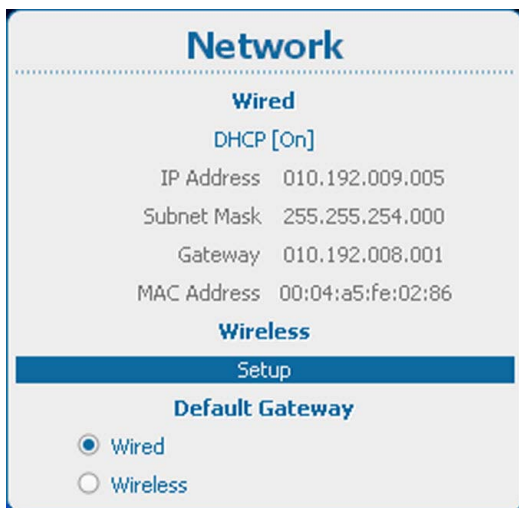 Network
Wired
DHCP [On]
IP Address 010.192.009.005
Subnet Mask 255.255.254.000
Gateway 010.192.008.001
MAC Address 00:04:a5:fe:02:86
Wireless
Setup
Default Gateway
Wired
Wireless